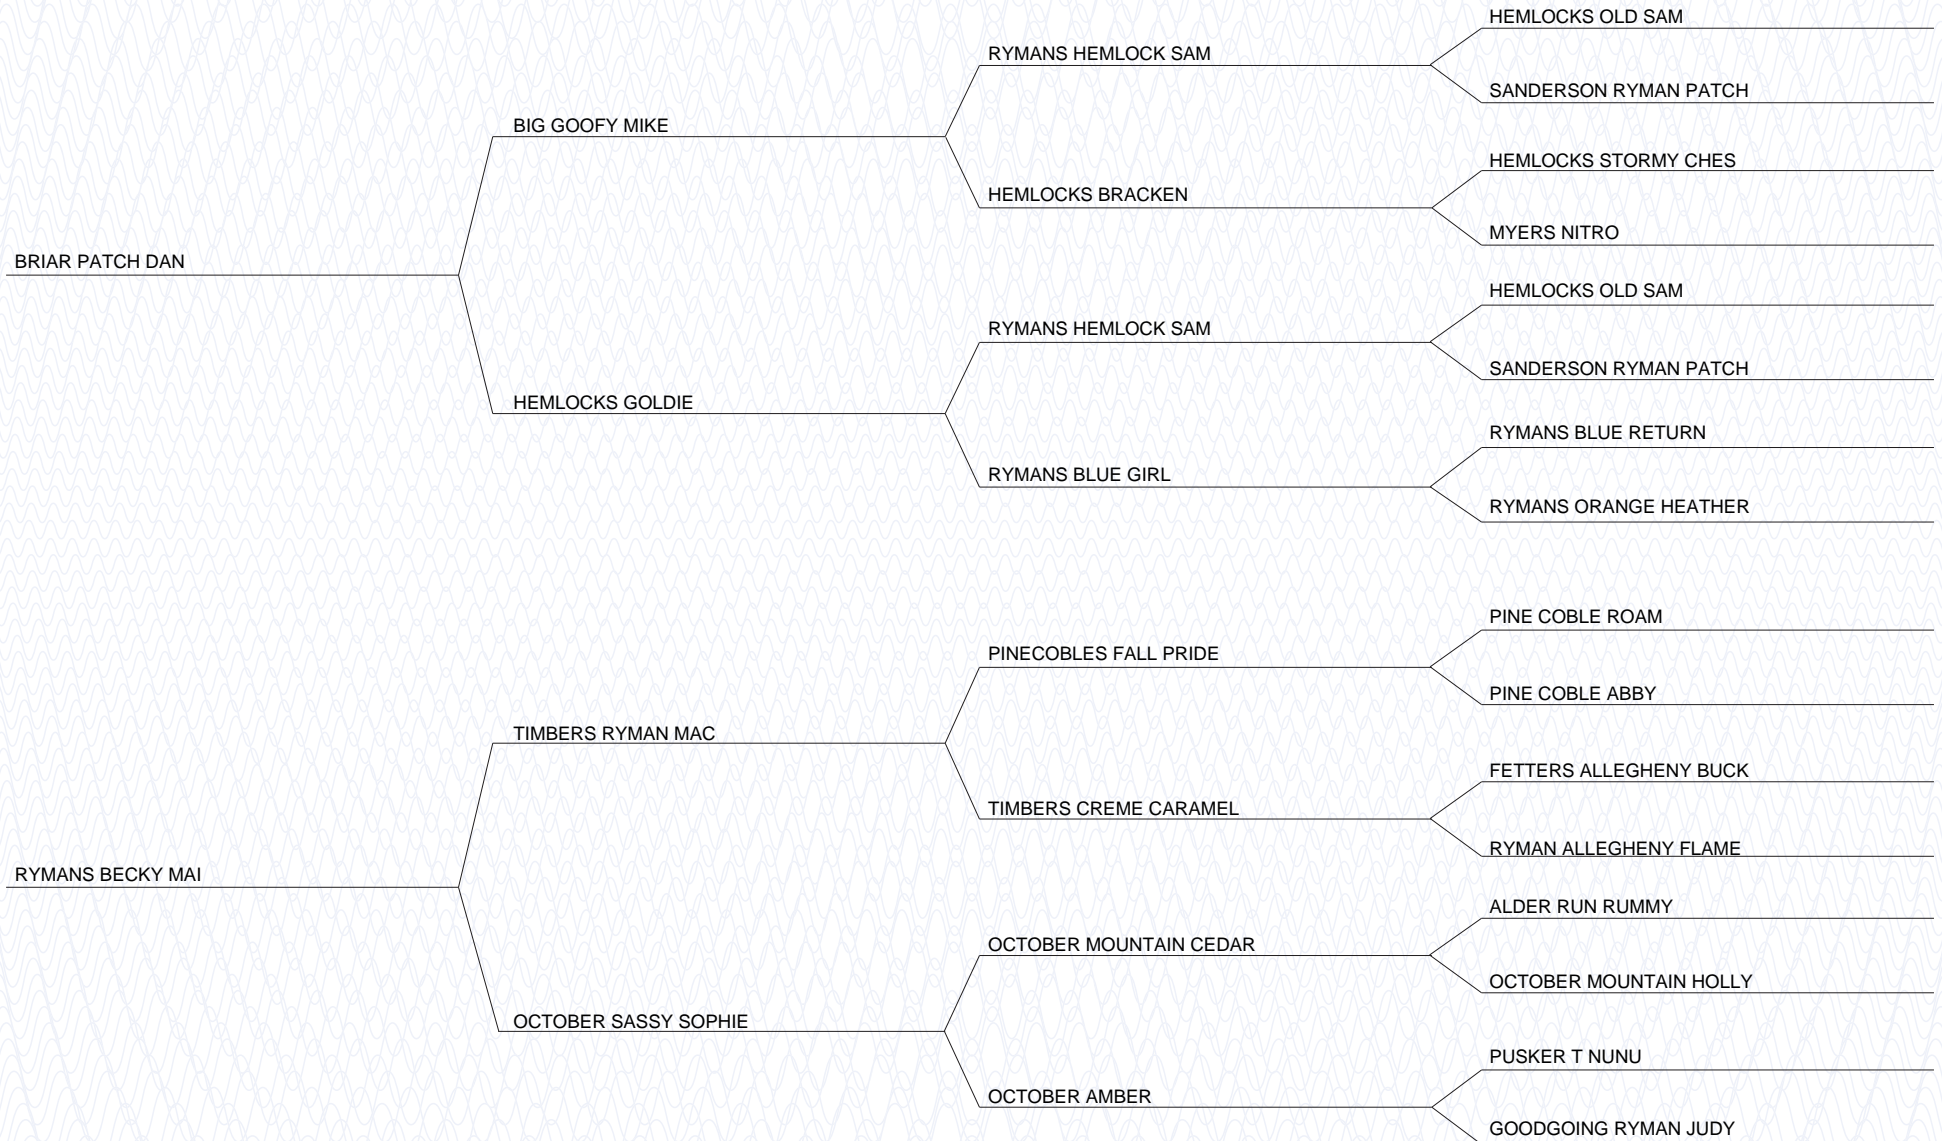 HEMLOCKS OLD SAM
RYMANS HEMLOCK SAM
SANDERSON RYMAN PATCH
BIG GOOFY MIKE
HEMLOCKS STORMY CHES
HEMLOCKS BRACKEN
MYERS NITRO
BRIAR PATCH DAN
HEMLOCKS OLD SAM
RYMANS HEMLOCK SAM
SANDERSON RYMAN PATCH
HEMLOCKS GOLDIE
RYMANS BLUE RETURN
RYMANS BLUE GIRL
RYMANS ORANGE HEATHER
PINE COBLE ROAM
PINECOBLES FALL PRIDE
PINE COBLE ABBY
TIMBERS RYMAN MAC
FETTERS ALLEGHENY BUCK
TIMBERS CREME CARAMEL
RYMAN ALLEGHENY FLAME
RYMANS BECKY MAI
ALDER RUN RUMMY
OCTOBER MOUNTAIN CEDAR
OCTOBER MOUNTAIN HOLLY
OCTOBER SASSY SOPHIE
PUSKER T NUNU
OCTOBER AMBER
GOODGOING RYMAN JUDY